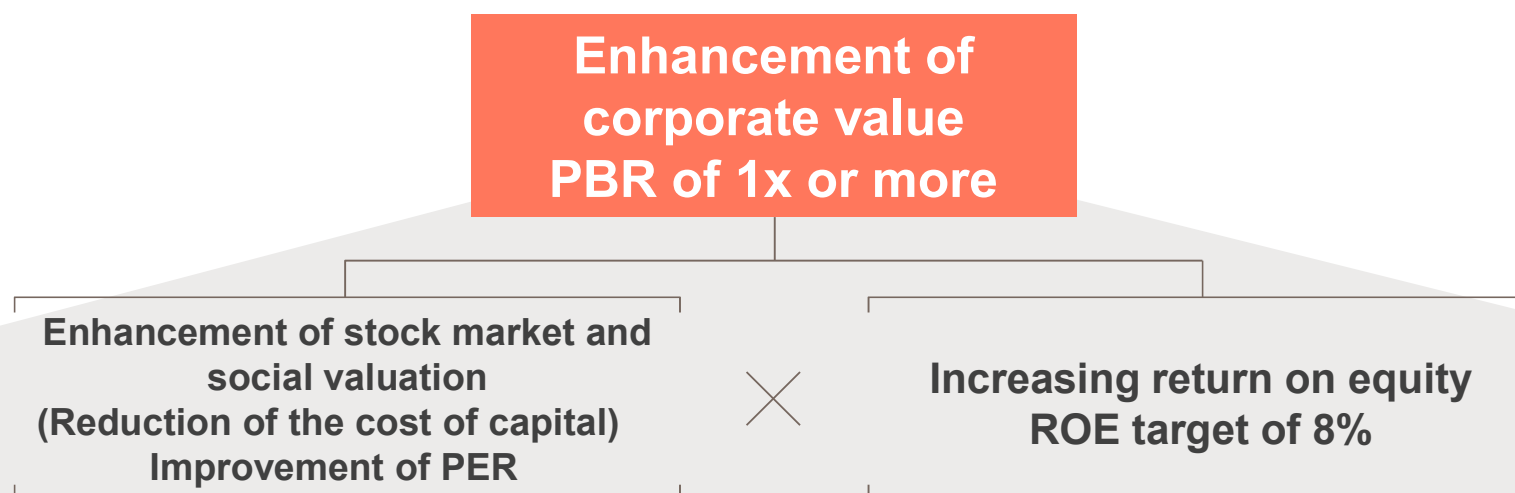 Enhancement of
corporate value
PBR of 1x or more
Enhancement of stock market and
social valuation
(Reduction of the cost of capital)
Improvement of PER
Increasing return on equity
ROE target of 8%